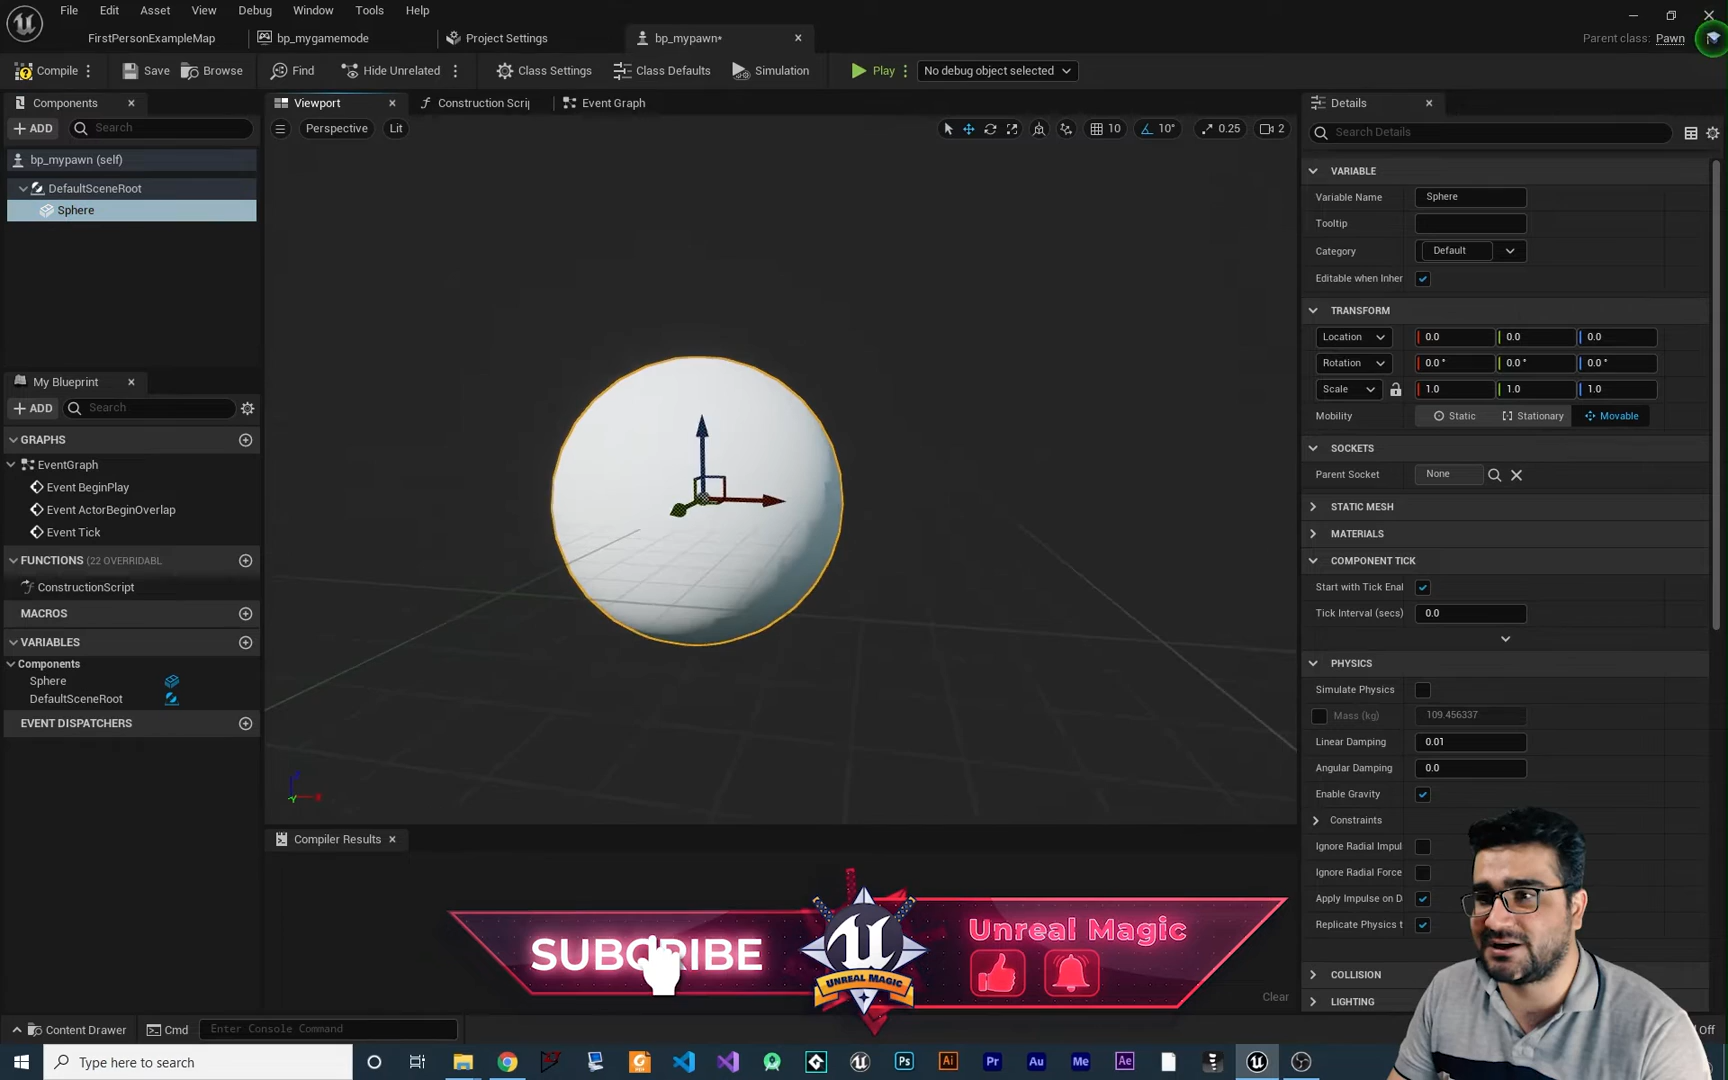 File Edit Asset View Debug Window Tools Help
FirstPersonExampleMap bp_mygamemode Project Settings bp_mypawn* Parent class: Pawn
Compile Save Browse Find Hide Unrelated Class Settings Class Defaults Simulation Play No debug object selected
Components Viewport Construction Scri Event Graph Details
ADD Search Perspective Lit 10 10° 0.25 2 Search Details
bp_mypawn (self)
DefaultSceneRoot
Sphere
My Blueprint
ADD Search
GRAPHS
EventGraph
Event BeginPlay
Event ActorBeginOverlap
Event Tick
FUNCTIONS (22 OVERRIDABL
ConstructionScript
MACROS
VARIABLES
Components
Sphere
DefaultSceneRoot
EVENT DISPATCHERS
VARIABLE
Variable Name Sphere
Tooltip
Category Default
Editable when Inher
TRANSFORM
Location 0.0 0.0 0.0
Rotation 0.0 ° 0.0 ° 0.0 °
Scale 1.0 1.0 1.0
Mobility Static Stationary Movable
SOCKETS
Parent Socket None
STATIC MESH
MATERIALS
COMPONENT TICK
Start with Tick Enal
Tick Interval (secs) 0.0
PHYSICS
Simulate Physics
Mass (kg) 109.456337
Linear Damping 0.01
Angular Damping 0.0
Enable Gravity
Constraints
Ignore Radial Impul
Ignore Radial Force
Apply Impulse on D
Replicate Physics t
COLLISION
LIGHTING
Compiler Results
SUBSCRIBE
Unreal Magic
UNREAL MAGIC
Clear
Content Drawer Cmd Enter Console Command Off
Type here to search Ps Ai Pr Au Me Ae